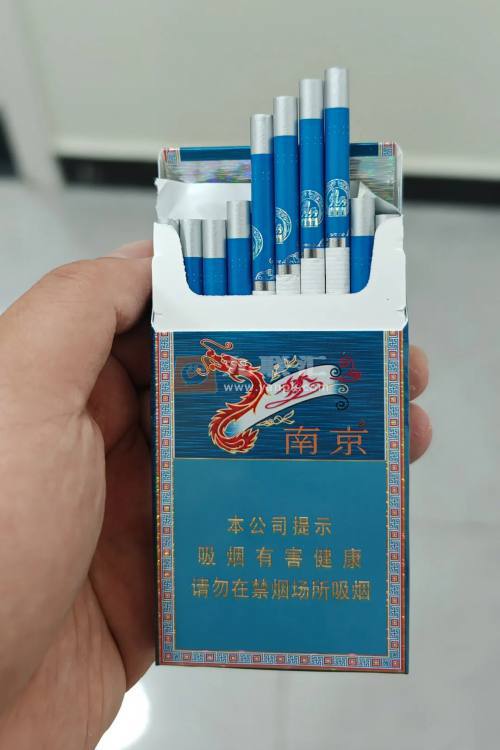 南京
本公司提示
吸烟有害健康
请勿在禁烟场所吸烟